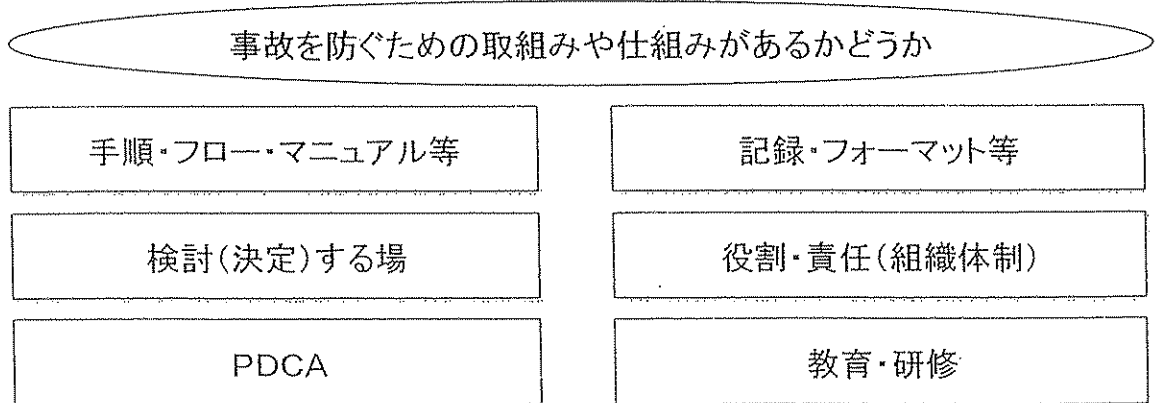 事故を防ぐための取組みや仕組みがあるかどうか
手順・フロー・マニュアル等
記録・フォーマット等
検討(決定)する場
役割・責任(組織体制)
PDCA
教育・研修